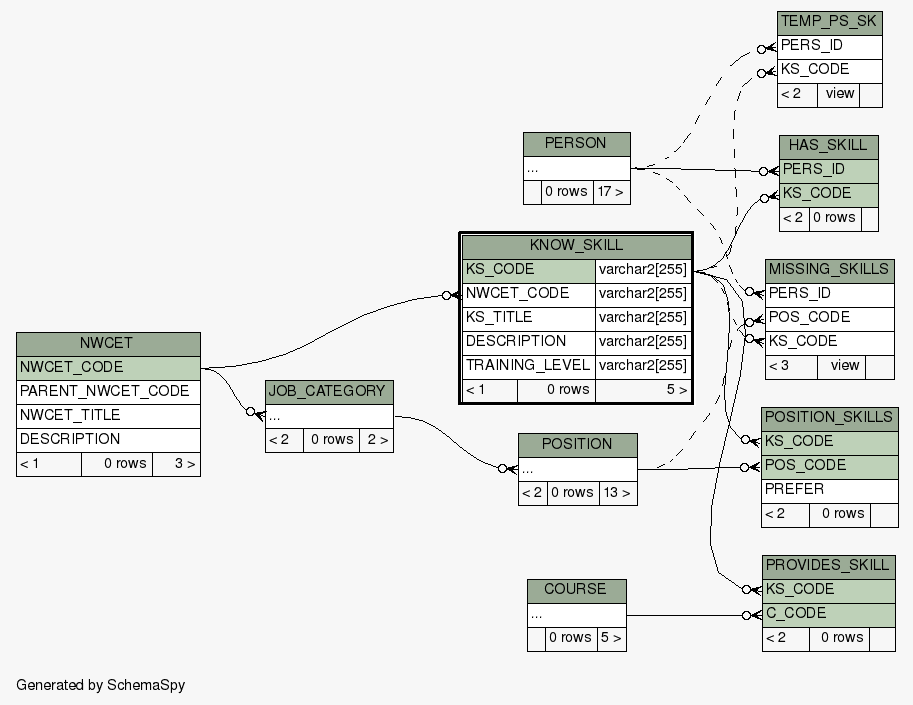 TEMP_PS_SK
PERS_ID
KS_CODE
< 2 view
PERSON
...
0 rows 17 >
HAS_SKILL
PERS_ID
KS_CODE
< 2 0 rows
KNOW_SKILL
KS_CODE varchar2[255]
NWCET_CODE varchar2[255]
KS_TITLE varchar2[255]
DESCRIPTION varchar2[255]
TRAINING_LEVEL varchar2[255]
< 1 0 rows 5 >
MISSING_SKILLS
PERS_ID
POS_CODE
KS_CODE
< 3 view
NWCET
NWCET_CODE
PARENT_NWCET_CODE
NWCET_TITLE
DESCRIPTION
< 1 0 rows 3 >
JOB_CATEGORY
...
< 2 0 rows 2 >
POSITION
...
< 2 0 rows 13 >
POSITION_SKILLS
KS_CODE
POS_CODE
PREFER
< 2 0 rows
COURSE
...
0 rows 5 >
PROVIDES_SKILL
KS_CODE
C_CODE
< 2 0 rows
Generated by SchemaSpy